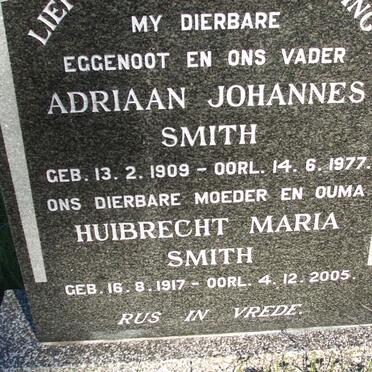 MY DIERBARE
EGGENOOT EN ONS VADER
ADRIAAN JOHANNES
SMITH
GEB. 13. 2. 1909 - OORL. 14. 6. 1977.
ONS DIERBARE MOEDER EN OUMA
HUIBRECHT MARIA
SMITH
GEB. 16. 8. 1917 - OORL. 4. 12. 2005.
RUS IN VREDE.